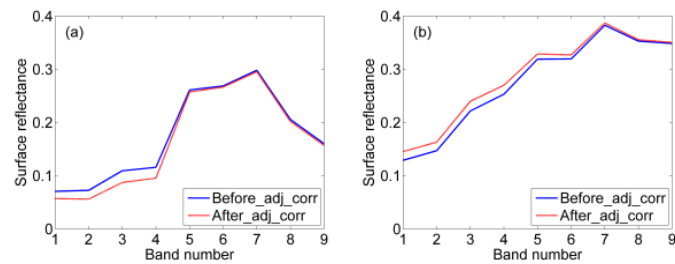 (a)
Surface reflectance
0.4
0.3
0.2
0.1
0
Before_adj_corr
After_adj_corr
1 2 3 4 5 6 7 8 9
Band number
(b)
Surface reflectance
0.4
0.3
0.2
0.1
0
Before_adj_corr
After_adj_corr
1 2 3 4 5 6 7 8 9
Band number